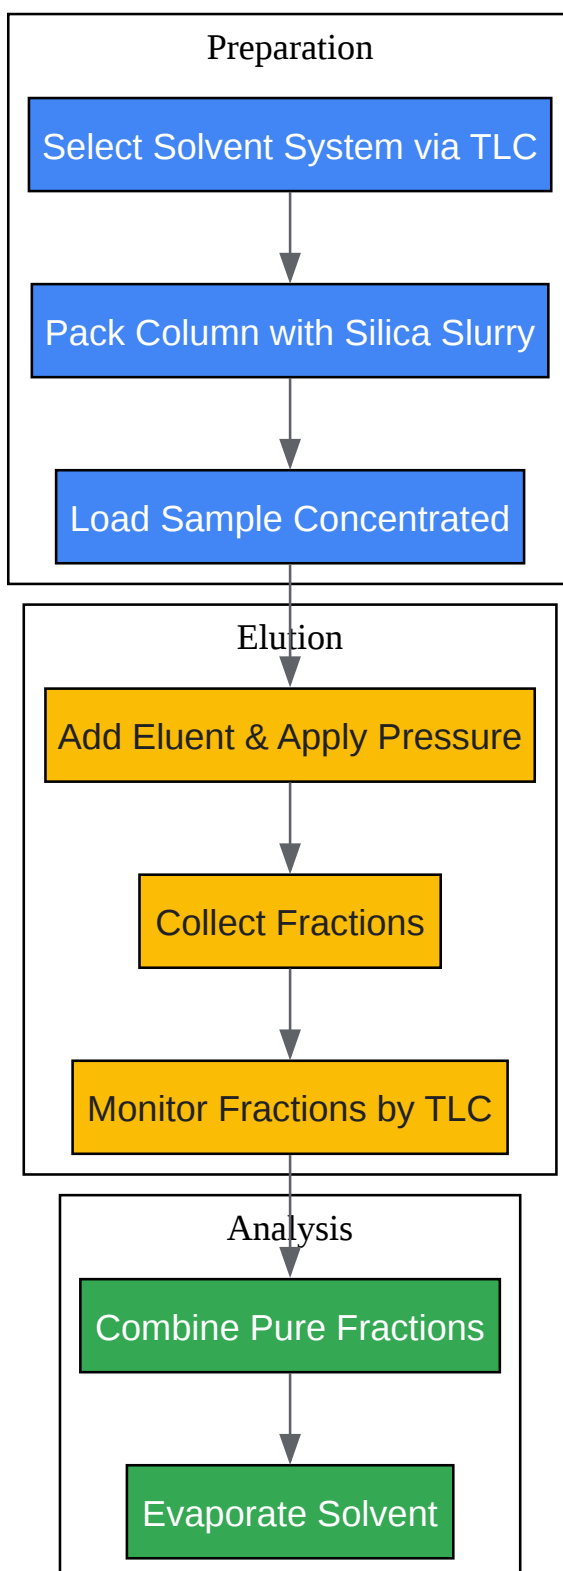 Preparation
Select Solvent System via TLC
Pack Column with Silica Slurry
Load Sample Concentrated
Elution
Add Eluent & Apply Pressure
Collect Fractions
Monitor Fractions by TLC
Analysis
Combine Pure Fractions
Evaporate Solvent